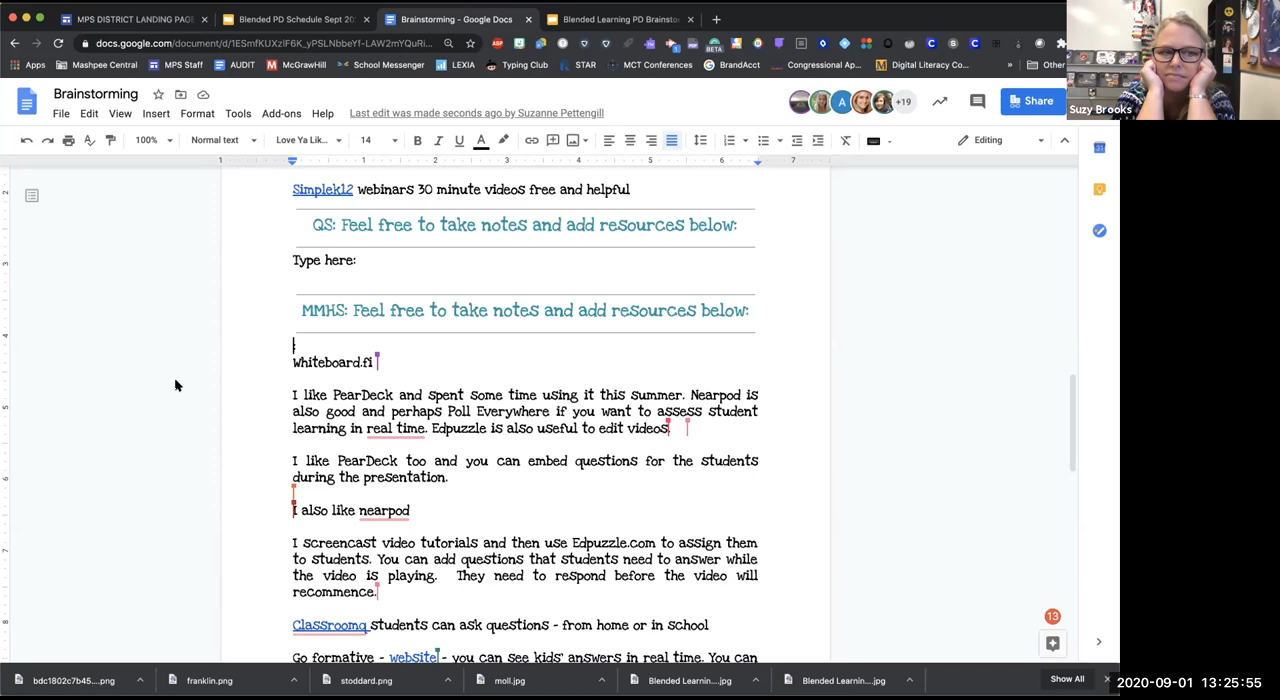 MPS DISTRICT LANDING PAG
Blended PD Schedule Sept 20
Brainstorming - Google Docs
Blended Learning PD Brainsto
docs.google.com/document/d/1ESmfKUXzIF6K_yPSLNbbeYf-LAW2mYQuRi...
Apps
Mashpee Central
MPS Staff
AUDIT
McGrawHill
School Messenger
LEXIA
Typing Club
STAR
MCT Conferences
BrandAcct
Congressional Ap...
Digital Literacy Co...
Other
Suzy Brooks
Brainstorming
File Edit View Insert Format Tools Add-ons Help
Last edit was made seconds ago by Suzanne Pettengill
A
+19
Share
100%
Normal text
Love Ya Lik...
14
B I U A
Editing
1 1 2 3 4 5 6 7
Simplek12 webinars 30 minute videos free and helpful
QS: Feel free to take notes and add resources below:
Type here:
MMHS: Feel free to take notes and add resources below:
:
Whiteboard.fi
I like PearDeck and spent some time using it this summer. Nearpod is
also good and perhaps Poll Everywhere if you want to assess student
learning in real time. Edpuzzle is also useful to edit videos.
I like PearDeck too and you can embed questions for the students
during the presentation.
I also like nearpod
I screencast video tutorials and then use Edpuzzle.com to assign them
to students. You can add questions that students need to answer while
the video is playing. They need to respond before the video will
recommence.
Classroomq students can ask questions - from home or in school
Go formative - website - you can see kids' answers in real time. You can
13
bdc1802c7b45....png
franklin.png
stoddard.png
moll.jpg
Blended Learnin....jpg
Blended Learnin....jpg
Show All
2020-09-01 13:25:55